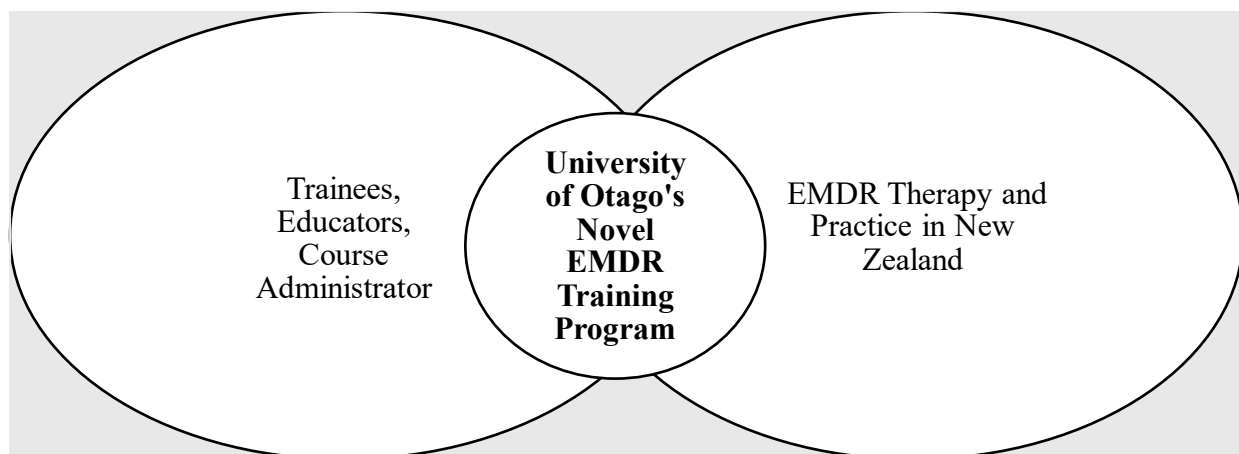 Trainees,
Educators,
Course
Administrator
University
of Otago's
Novel
EMDR
Training
Program
EMDR Therapy and
Practice in New
Zealand